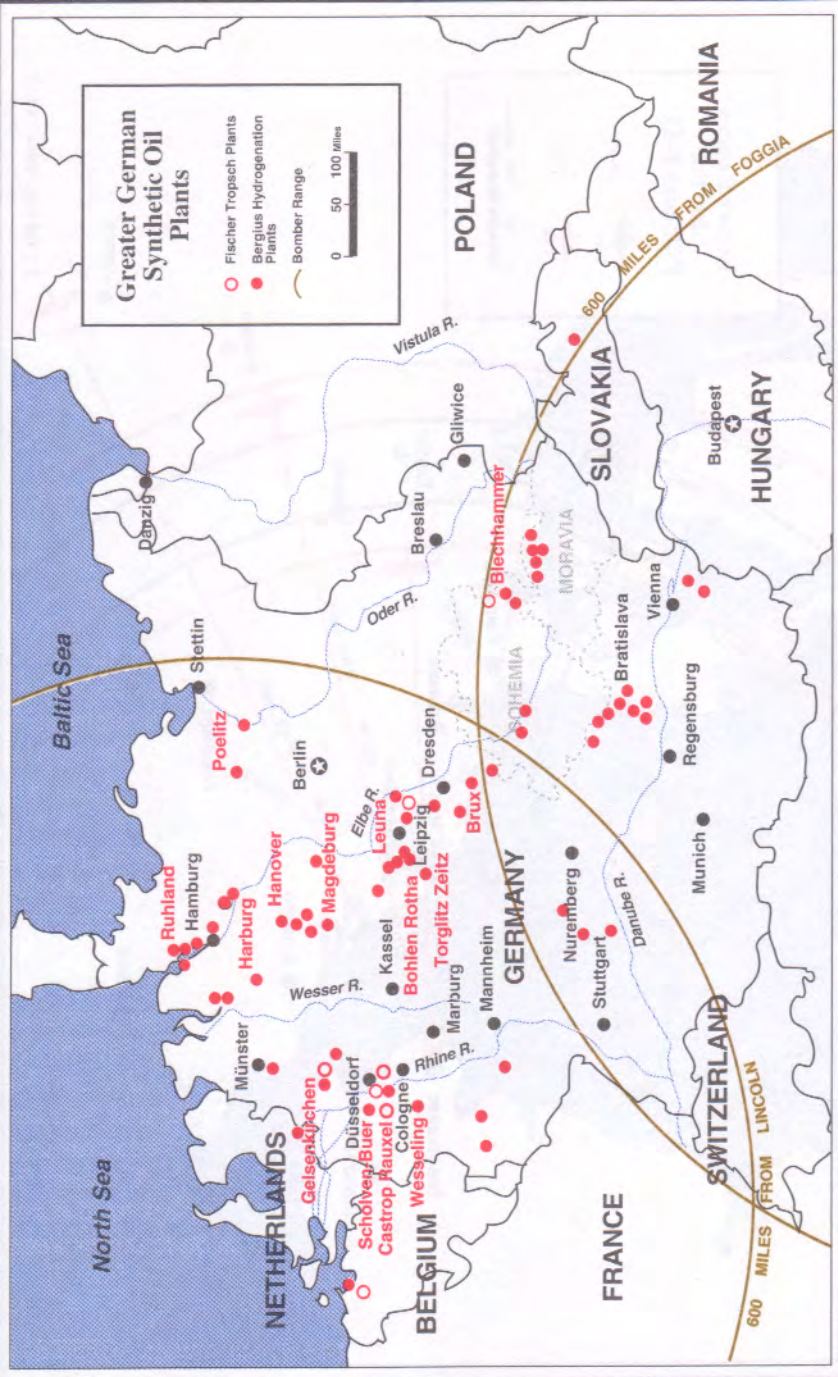 Greater German
Synthetic Oil
Plants
Fischer Tropsch Plants
Bergius Hydrogenation
Plants
Bomber Range
0 50 100 Miles
North Sea
Baltic Sea
NETHERLANDS
BELGIUM
FRANCE
SWITZERLAND
GERMANY
POLAND
SLOVAKIA
HUNGARY
ROMANIA
BOHEMIA
MORAVIA
Ruhland
Hamburg
Harburg
Hanover
Magdeburg
Poelitz
Stettin
Danzig
Berlin
Münster
Gelsenkirchen
Düsseldorf
Scholven/Buer
Castrop Rauxel
Cologne
Wesseling
Wesser R.
Rhine R.
Kassel
Marburg
Mannheim
Elbe R.
Leuna
Leipzig
Bohlen Rotha
Torglitz Zeitz
Dresden
Brux
Oder R.
Breslau
Gliwice
Vistula R.
Blechhammer
Nuremberg
Stuttgart
Danube R.
Munich
Regensburg
Bratislava
Vienna
Budapest
600 MILES FROM LINCOLN
600 MILES FROM FOGGIA